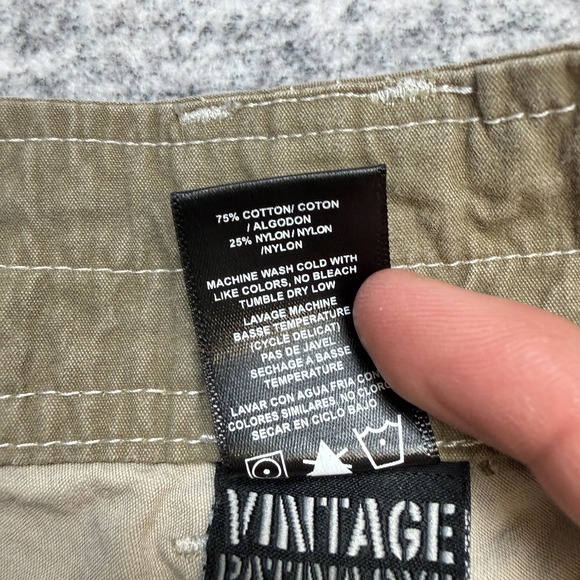 75% COTTON/ COTON
/ ALGODON
25% NYLON/ NYLON
/NYLON
MACHINE WASH COLD WITH
LIKE COLORS, NO BLEACH
TUMBLE DRY LOW
LAVAGE MACHINE
BASSE TEMPERATURE
(CYCLE DELICAT)
PAS DE JAVEL
SECHAGE A BASSE
TEMPERATURE
LAVAR CON AGUA FRIA CON
COLORES SIMILARES, NO
SECAR EN CICLO BAJO
VINTAGE